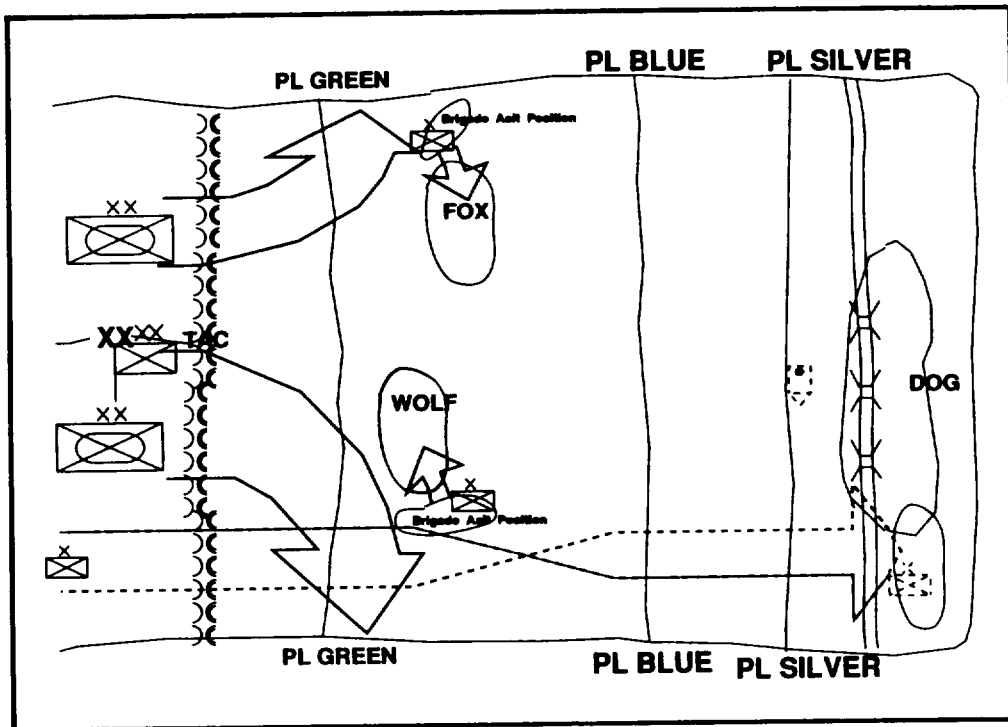 PL BLUE
PL SILVER
PL GREEN
Brigade Aslt Position
FOX
XX
XX
XX
TAC
WOLF
DOG
XX
X
Brigade Aslt Position
X
PL GREEN
PL BLUE
PL SILVER